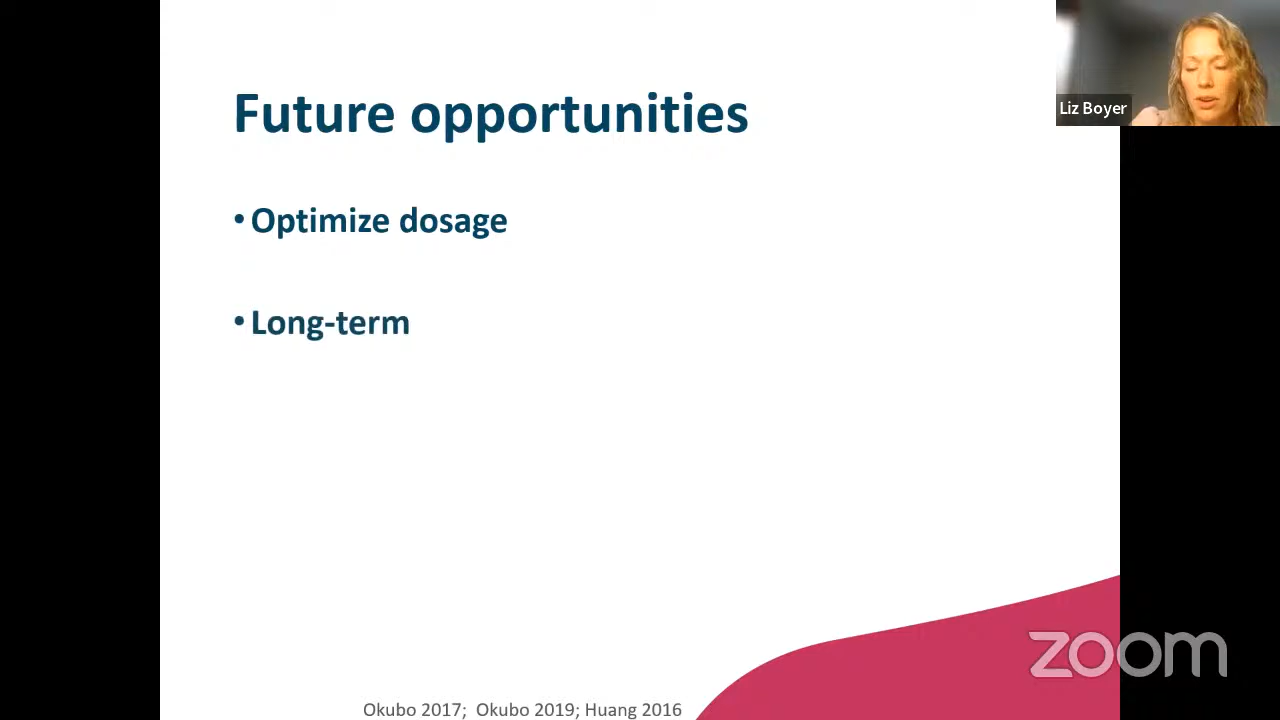 Future opportunities
Liz Boyer
• Optimize dosage
• Long-term
zoom
Okubo 2017;  Okubo 2019; Huang 2016